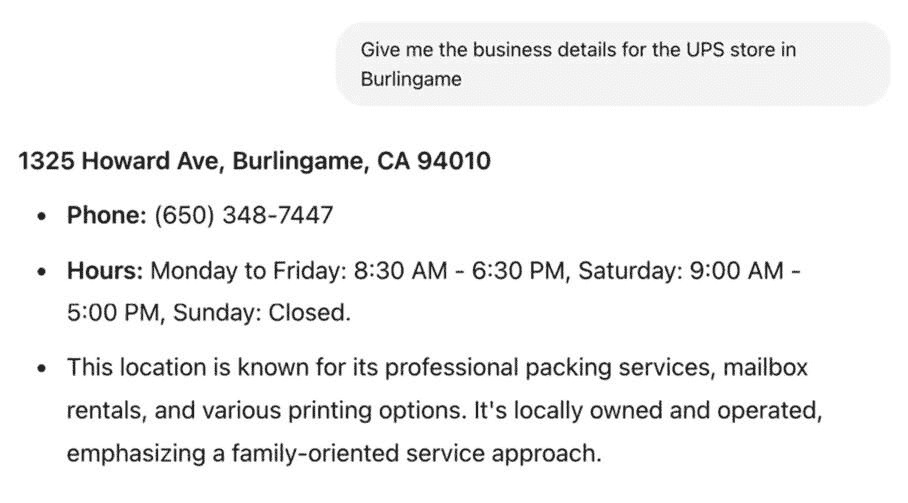 Give me the business details for the UPS store in
Burlingame
1325 Howard Ave, Burlingame, CA 94010
• Phone: (650) 348-7447
• Hours: Monday to Friday: 8:30 AM - 6:30 PM, Saturday: 9:00 AM -
5:00 PM, Sunday: Closed.
• This location is known for its professional packing services, mailbox
rentals, and various printing options. It's locally owned and operated,
emphasizing a family-oriented service approach.